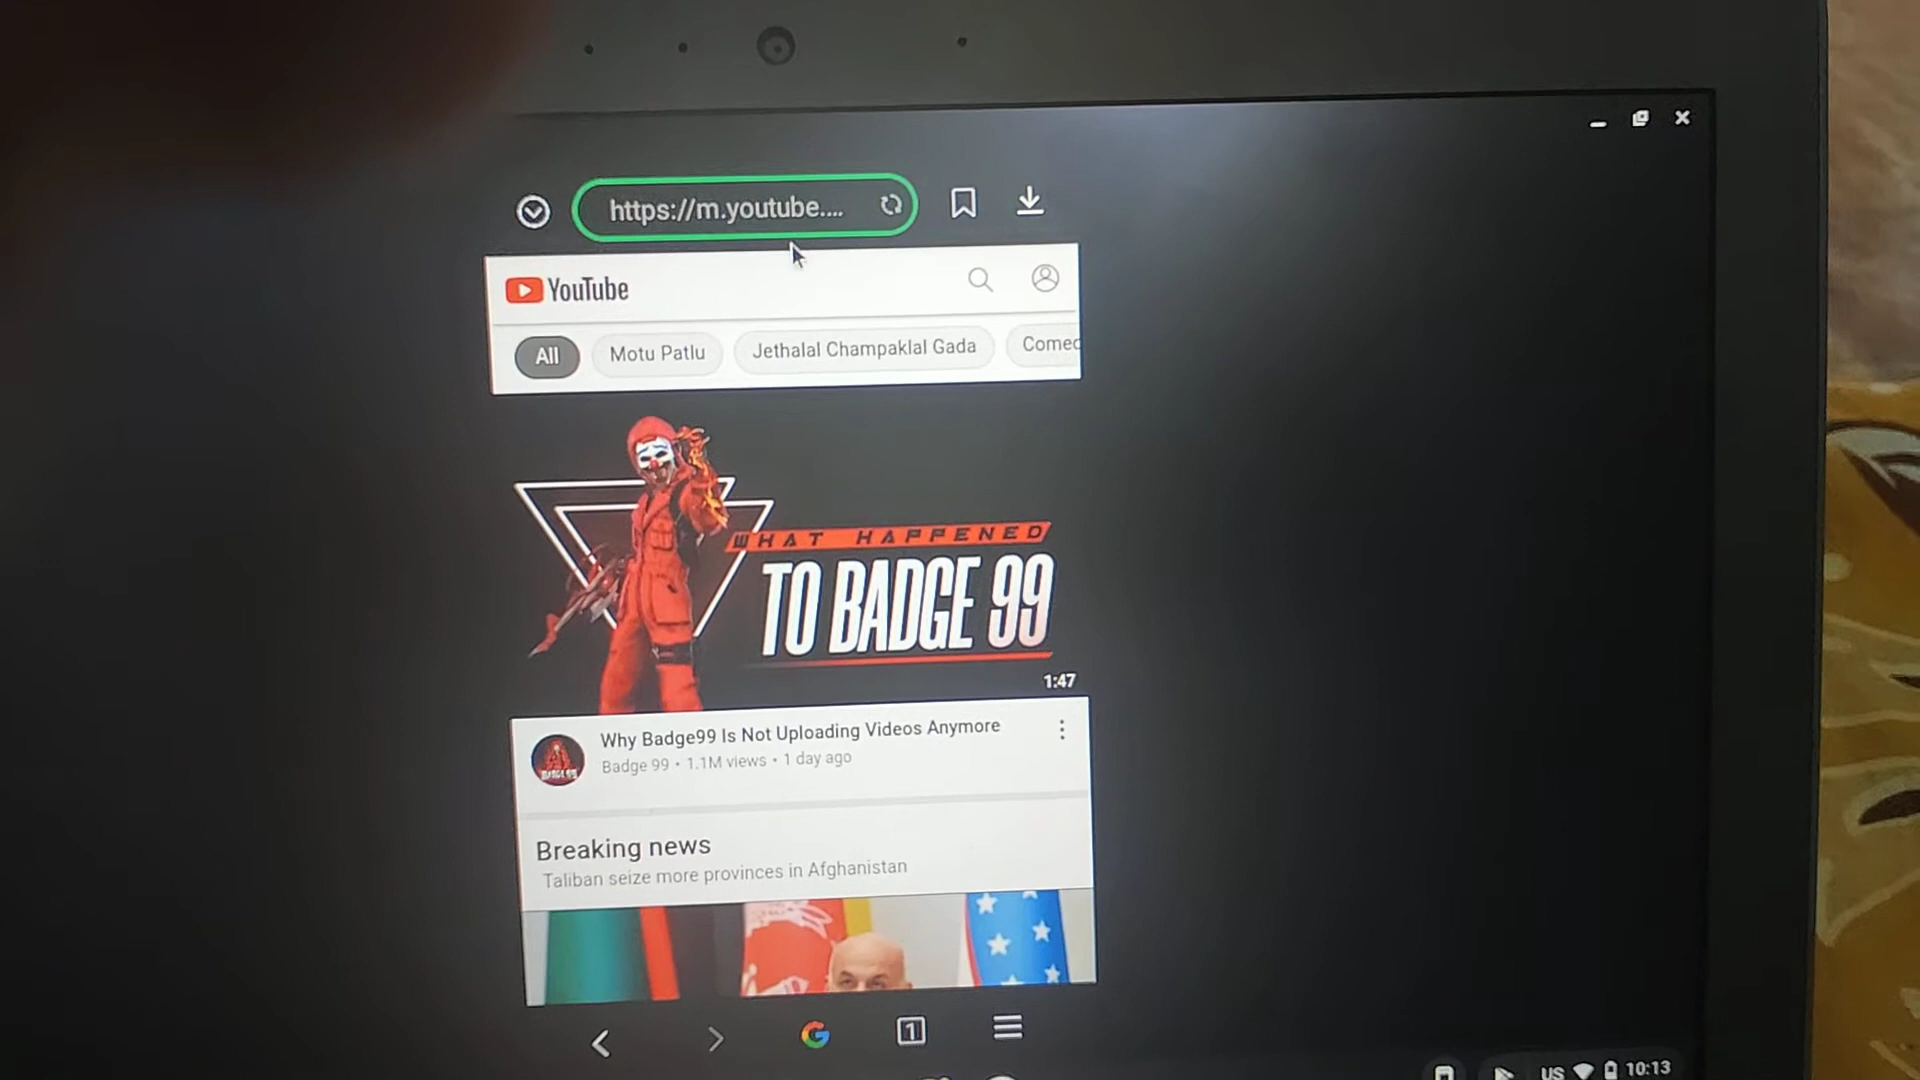 https://m.youtube....
YouTube
All
Motu Patlu
Jethalal Champaklal Gada
Comed
WHAT HAPPENED
TO BADGE 99
1:47
Why Badge99 Is Not Uploading Videos Anymore
Badge 99 • 1.1M views • 1 day ago
Breaking news
Taliban seize more provinces in Afghanistan
1
US 10:13